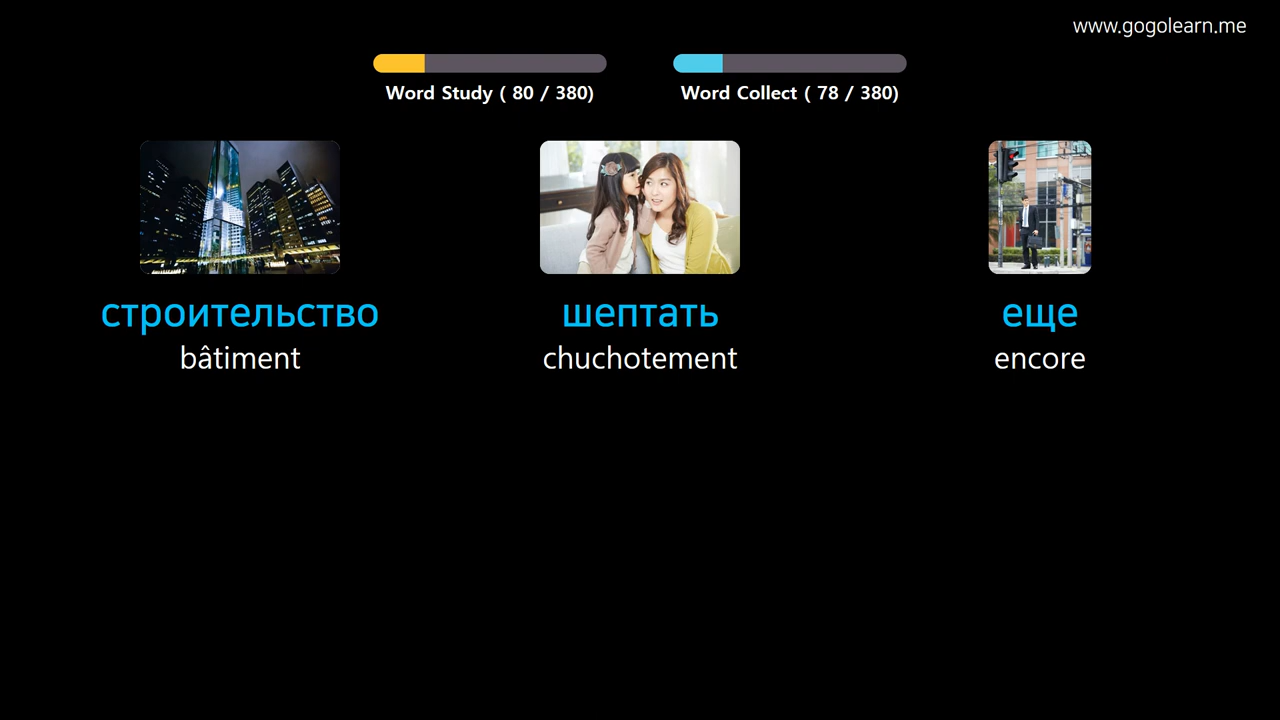 www.gogolearn.me
Word Study ( 80 / 380)
Word Collect ( 78 / 380)
строительство
шептать
еще
bâtiment
chuchotement
encore